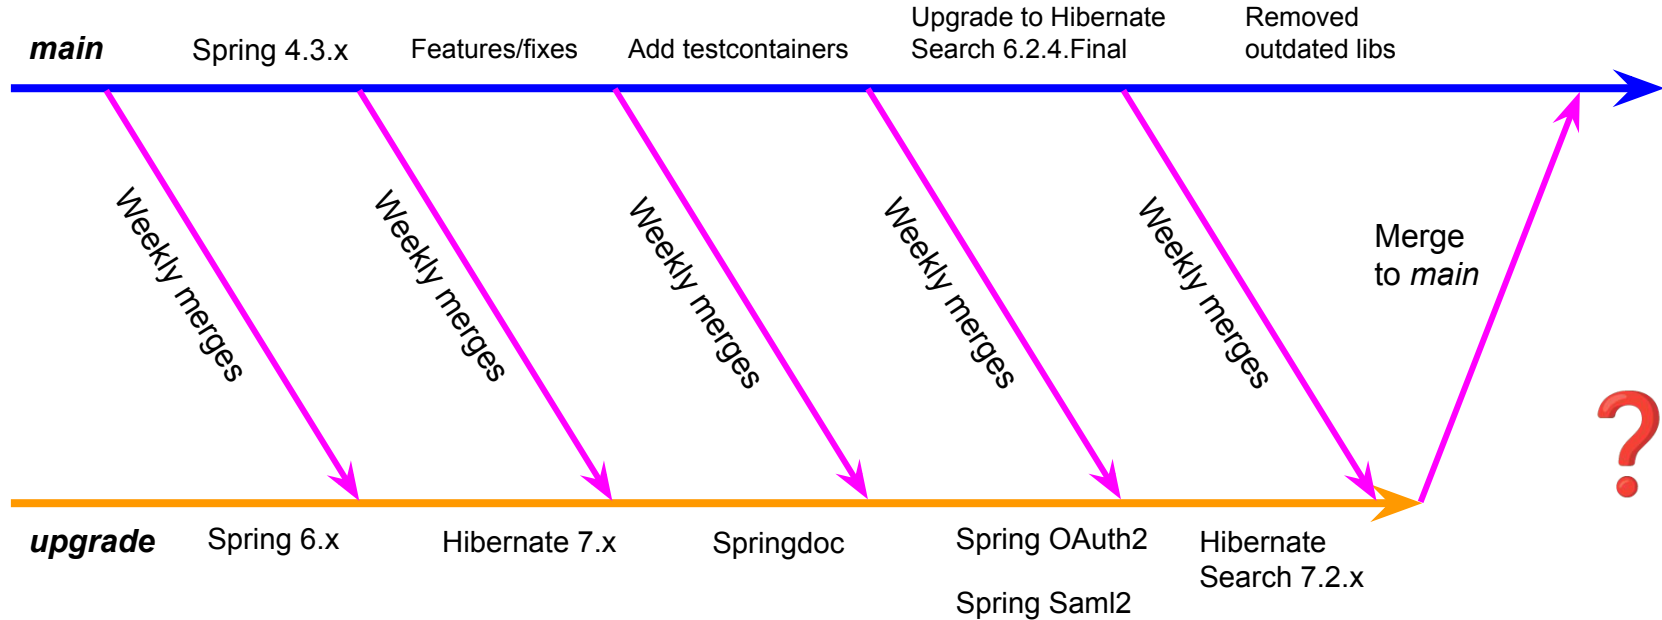 main
Spring 4.3.x
Features/fixes
Add testcontainers
Upgrade to Hibernate
Search 6.2.4.Final
Removed
outdated libs
Weekly merges
Weekly merges
Weekly merges
Weekly merges
Weekly merges
Merge
to main
❓
upgrade
Spring 6.x
Hibernate 7.x
Springdoc
Spring OAuth2
Spring Saml2
Hibernate
Search 7.2.x